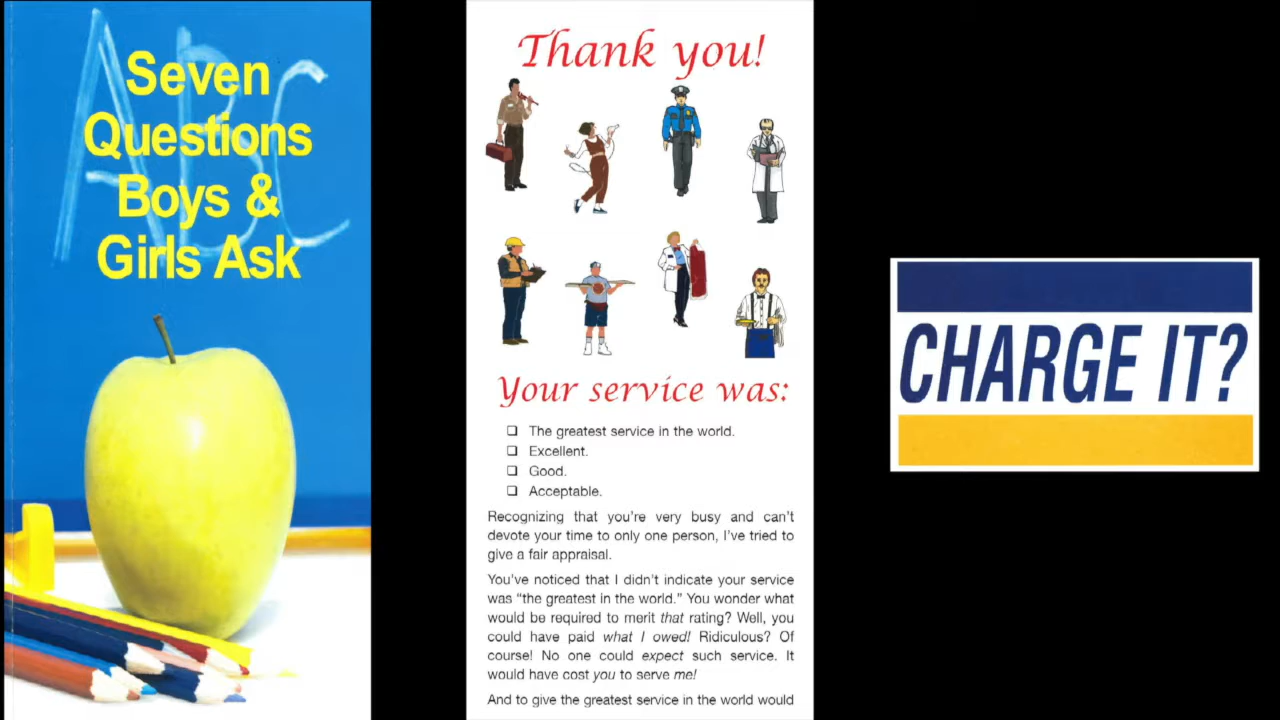 ABC
Seven
Questions
Boys &
Girls Ask
Thank you!
Your service was:
❑ The greatest service in the world.
❑ Excellent.
❑ Good.
❑ Acceptable.
Recognizing that you're very busy and can't
devote your time to only one person, I've tried to
give a fair appraisal.
You've noticed that I didn't indicate your service
was "the greatest in the world." You wonder what
would be required to merit that rating? Well, you
could have paid what I owed! Ridiculous? Of
course! No one could expect such service. It
would have cost you to serve me!
And to give the greatest service in the world would
CHARGE IT?